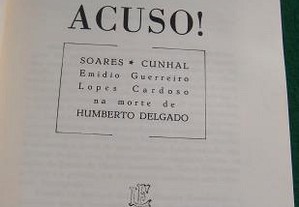 ACUSO!
SOARES * CUNHAL
Emídio Guerreiro
Lopes Cardoso
na morte de
HUMBERTO DELGADO